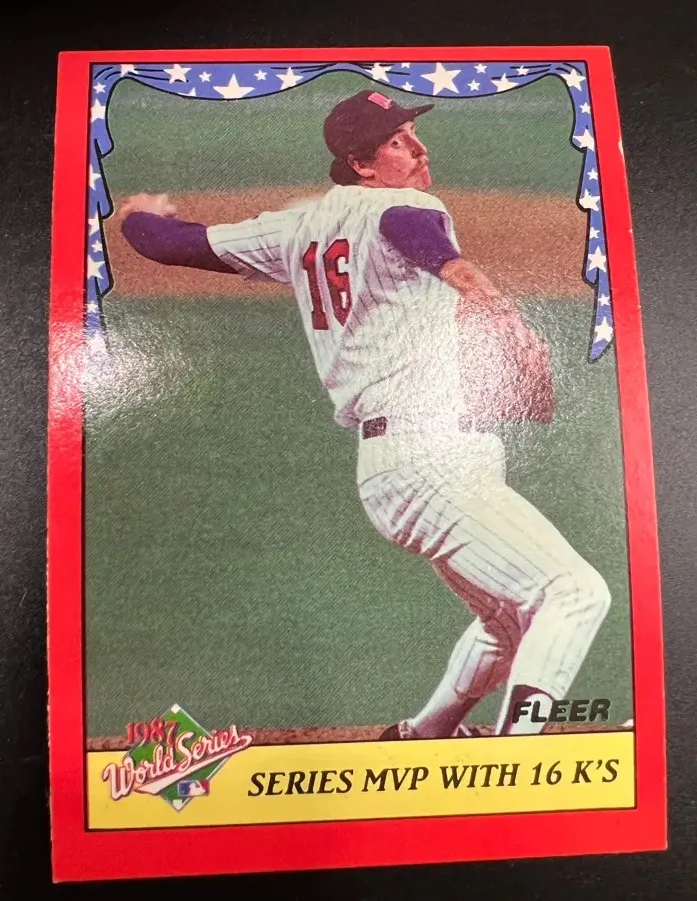 16
FLEER
1987
World Series
SERIES MVP WITH 16 K'S